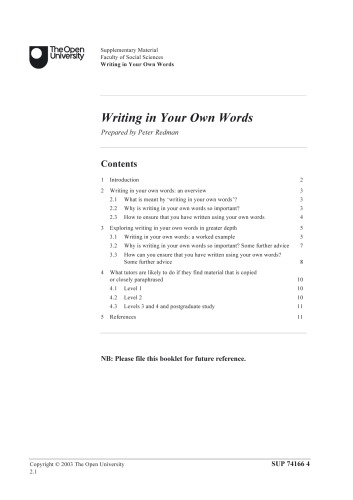 The Open
University
Supplementary Material
Faculty of Social Sciences
Writing in Your Own Words
Writing in Your Own Words
Prepared by Peter Redman
Contents
1 Introduction 2
2 Writing in your own words: an overview 3
2.1 What is meant by ‘writing in your own words’? 3
2.2 Why is writing in your own words so important? 3
2.3 How to ensure that you have written using your own words 4
3 Exploring writing in your own words in greater depth 5
3.1 Writing in your own words: a worked example 5
3.2 Why is writing in your own words so important? Some further advice 7
3.3 How can you ensure that you have written using your own words?
Some further advice 8
4 What tutors are likely to do if they find material that is copied
or closely paraphrased 10
4.1 Level 1 10
4.2 Level 2 10
4.3 Levels 3 and 4 and postgraduate study 11
5 References 11
NB: Please file this booklet for future reference.
Copyright © 2003 The Open University SUP 74166 4
2.1